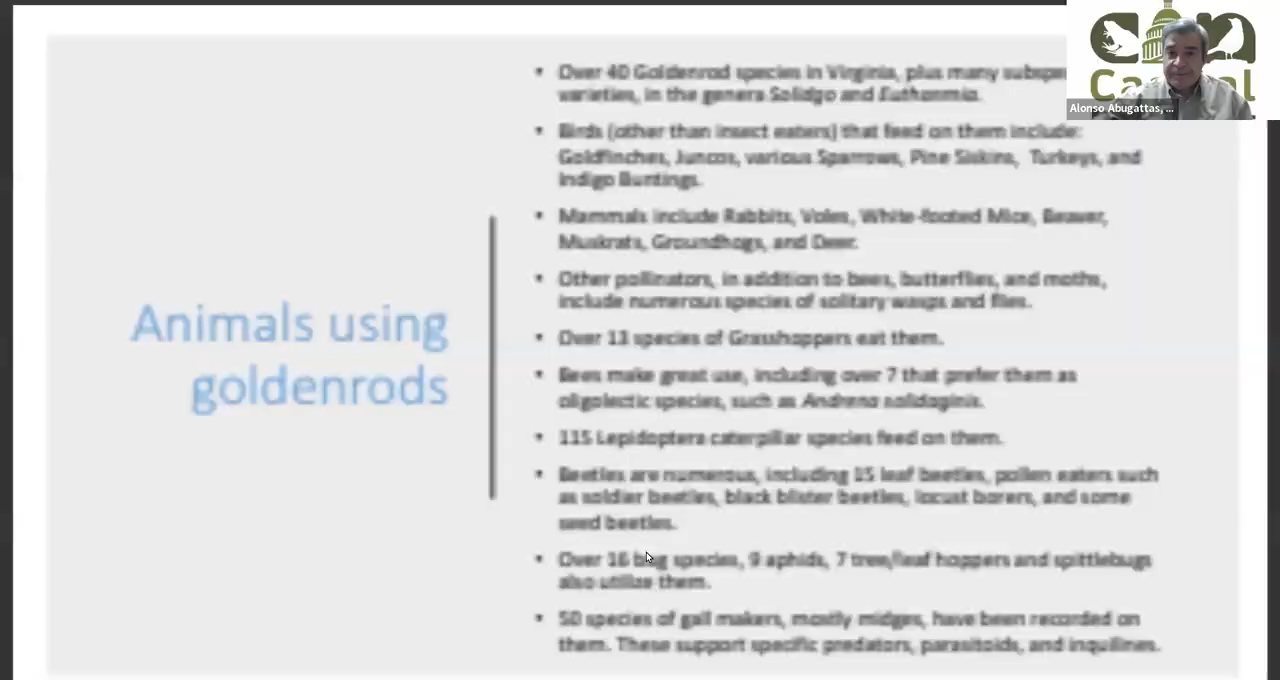 Animals using
goldenrods
• Over 40 Goldenrod species in Virginia, plus many subspe
varieties, in the genera Solidgo and Euthanmia.
• Birds (other than insect eaters) that feed on them include:
Goldfinches, Juncos, various Sparrows, Pine Siskins, Turkeys, and
Indigo Buntings.
• Mammals include Rabbits, Voles, White-footed Mice, Beaver,
Muskrats, Groundhogs, and Deer.
• Other pollinators, in addition to bees, butterflies, and moths,
include numerous species of solitary wasps and flies.
• Over 13 species of Grasshoppers eat them.
• Bees make great use, including over 7 that prefer them as
oligolectic species, such as Andrena solidaginis.
• 115 Lepidoptera caterpillar species feed on them.
• Beetles are numerous, including 15 leaf beetles, pollen eaters such
as soldier beetles, black blister beetles, locust borers, and some
seed beetles.
• Over 16 bug species, 9 aphids, 7 tree/leaf hoppers and spittlebugs
also utilize them.
• 50 species of gall makers, mostly midges, have been recorded on
them. These support specific predators, parasitoids, and inquilines.
Alonso Abugattas, ...